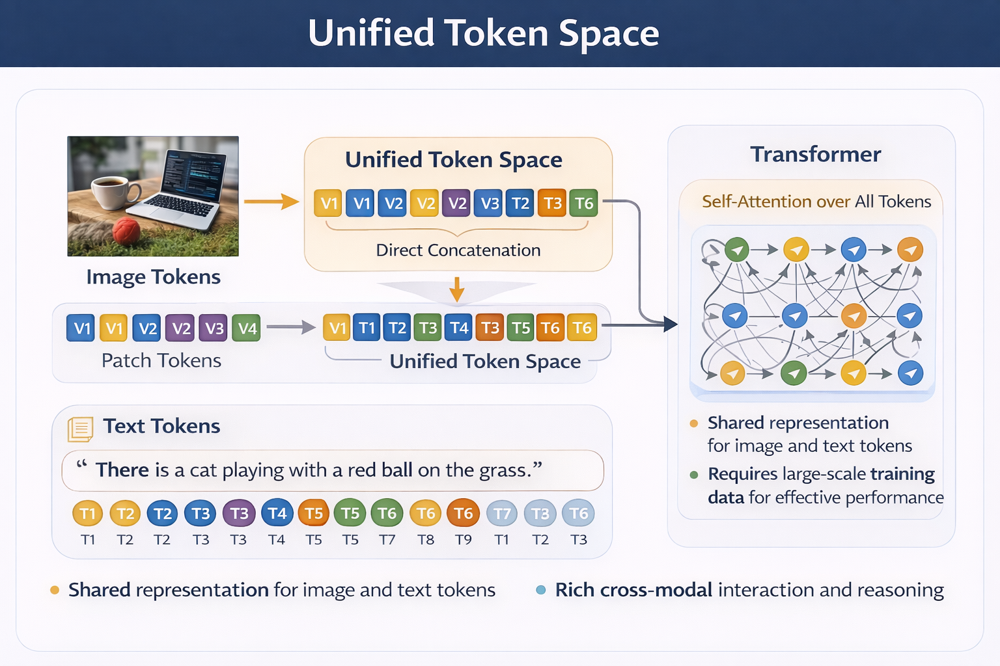 Unified Token Space
Image Tokens
Unified Token Space
V1 V1 V2 V2 V2 V3 T2 T3 T6
Direct Concatenation
V1 V1 V2 V2 V3 V4
Patch Tokens
V1 T1 T2 T3 T4 T3 T5 T6 T6
Unified Token Space
Text Tokens
“ There is a cat playing with a red ball on the grass.”
T1 T2 T2 T3 T3 T4 T5 T5 T6 T6 T6 T7 T3 T6
T1 T2 T2 T3 T3 T4 T5 T5 T7 T8 T9 T1 T2 T3
Transformer
Self-Attention over All Tokens
Shared representation
for image and text tokens
Requires large-scale training
data for effective performance
Shared representation for image and text tokens
Rich cross-modal interaction and reasoning